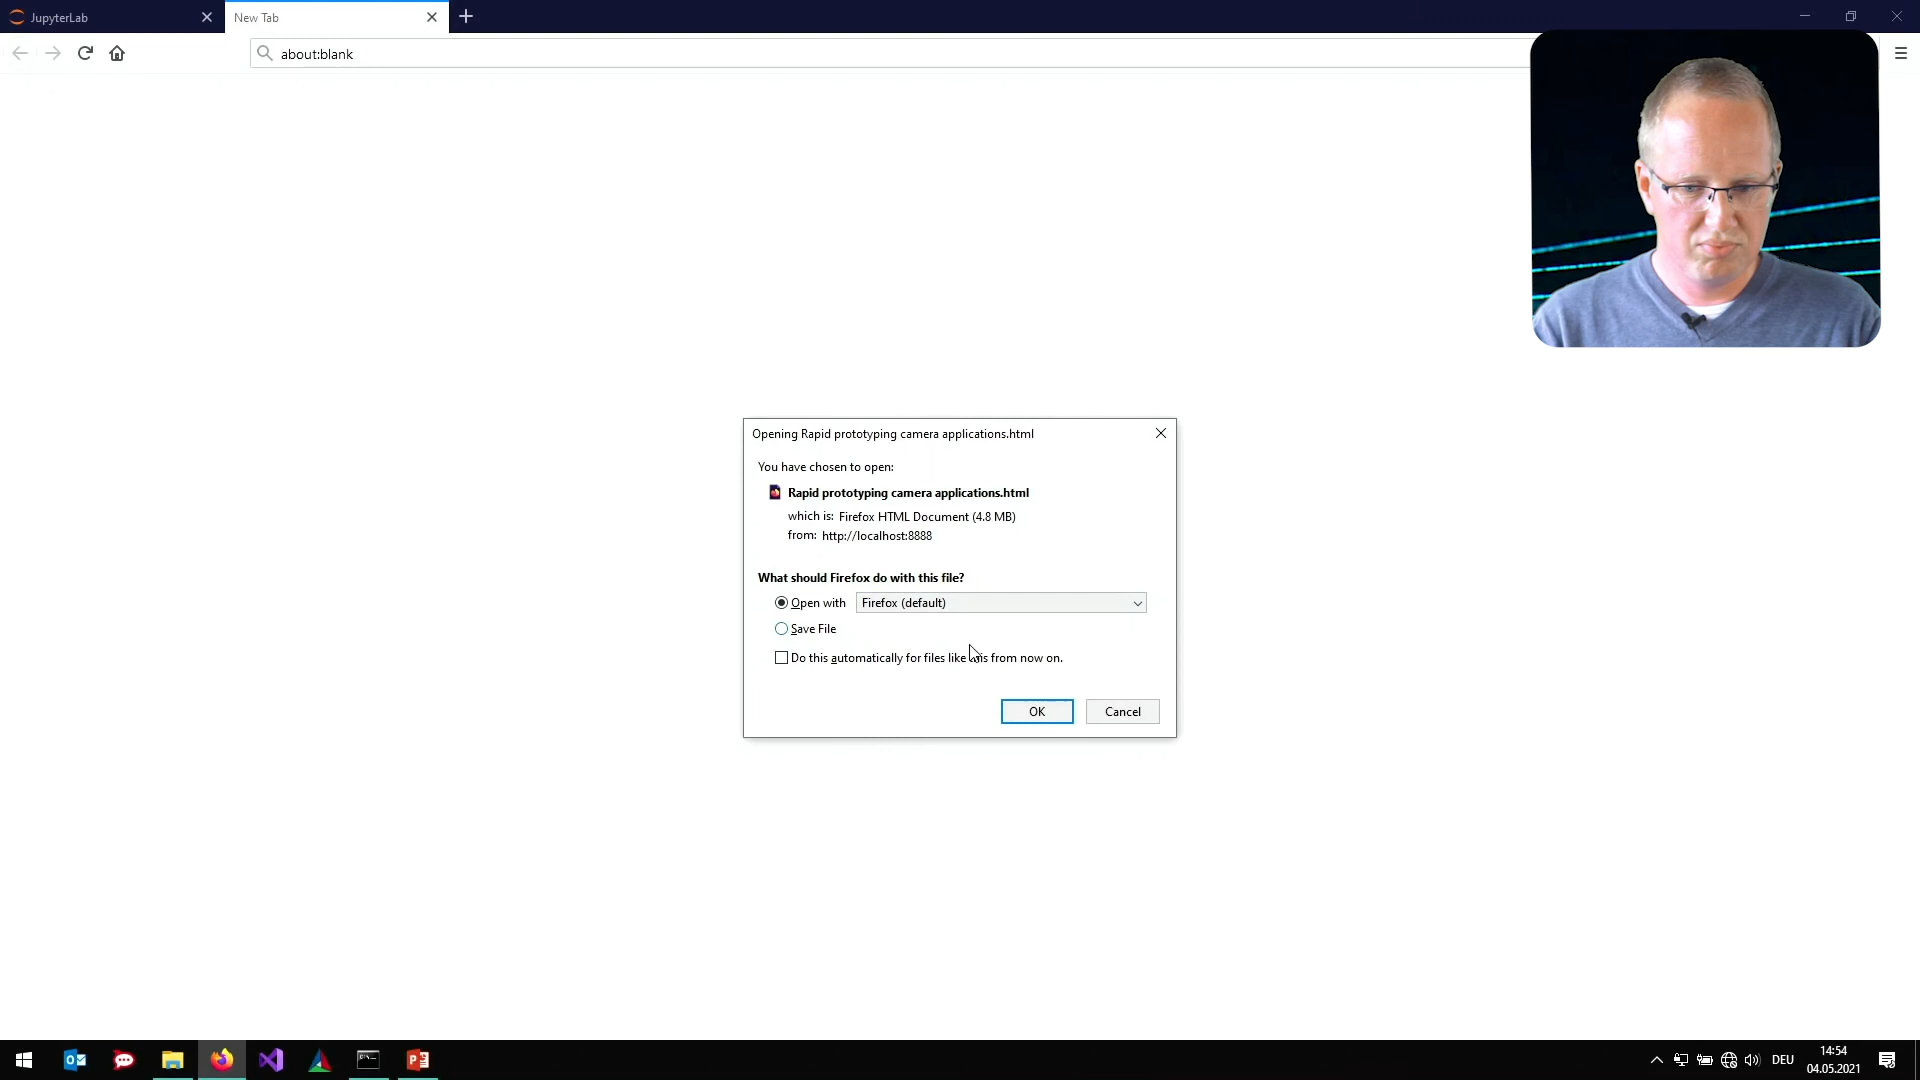 JupyterLab
New Tab
about:blank
Opening Rapid prototyping camera applications.html
You have chosen to open:
Rapid prototyping camera applications.html
which is: Firefox HTML Document (4.8 MB)
from: http://localhost:8888
What should Firefox do with this file?
Open with Firefox (default)
Save File
Do this automatically for files like this from now on.
OK Cancel
DEU
14:54
04.05.2021